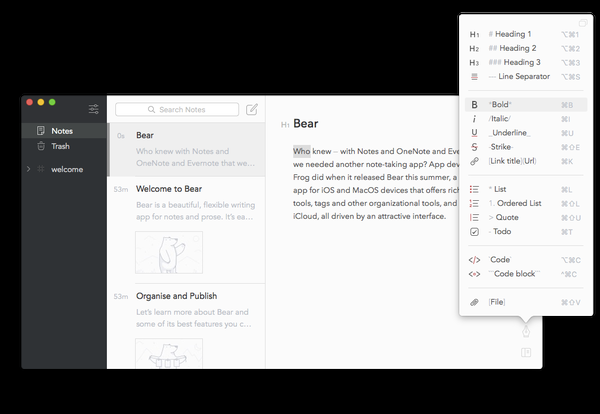 Notes
Trash
welcome
Search Notes
0s Bear
Who knew with Notes and
OneNote and Evernote that we...
53m Welcome to Bear
Bear is a beautiful, flexible writing
app for notes and prose. It's ea...
53m Organise and Publish
Let's learn more about Bear and
some of its best features you c...
H1 Bear
Who knew – with Notes and OneNote and Eve
we needed another note-taking app? App dev
Frog did when it released Bear this summer, a
app for iOS and MacOS devices that offers rich
tools, tags and other organizational tools, and
iCloud, all driven by an attractive interface.
H1 # Heading 1 ⌥⌘1
H2 ## Heading 2 ⌥⌘2
H3 ### Heading 3 ⌥⌘3
--- Line Separator ⌥⌘S
B *Bold* ⌘B
i /Italic/ ⌘I
U _Underline_ ⌘U
S -Strike- ⌘⇧E
[Link title](Url) ⌘K
* List ⌘L
1. Ordered List ⌘⇧L
> Quote ⌘⇧U
- Todo ⌘T
</> `Code` ⌥⌘C
```Code block``` ^⌘C
[File] ⌘⇧V